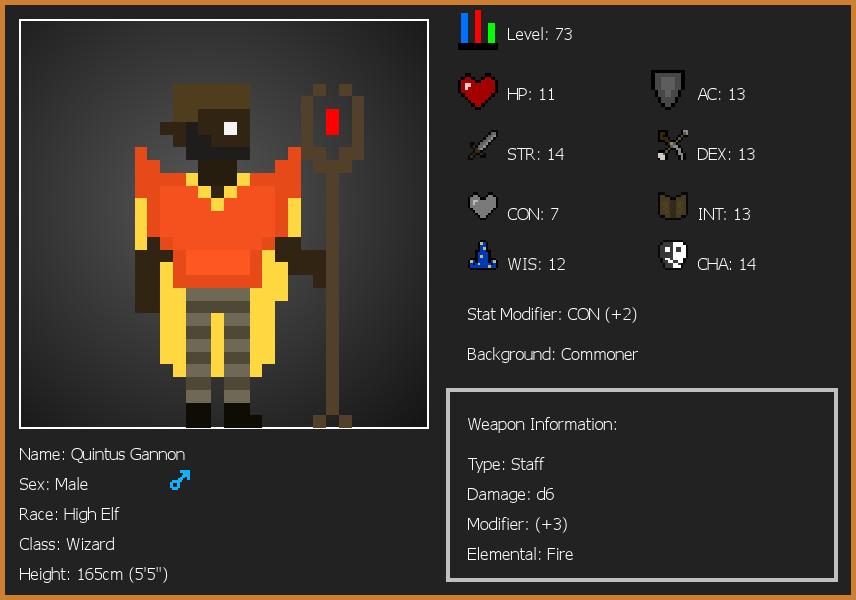 Level: 73
HP: 11
AC: 13
STR: 14
DEX: 13
CON: 7
INT: 13
WIS: 12
CHA: 14
Stat Modifier: CON (+2)
Background: Commoner
Weapon Information:
Type: Staff
Damage: d6
Modifier: (+3)
Elemental: Fire
Name: Quintus Gannon
Sex: Male
Race: High Elf
Class: Wizard
Height: 165cm (5'5")